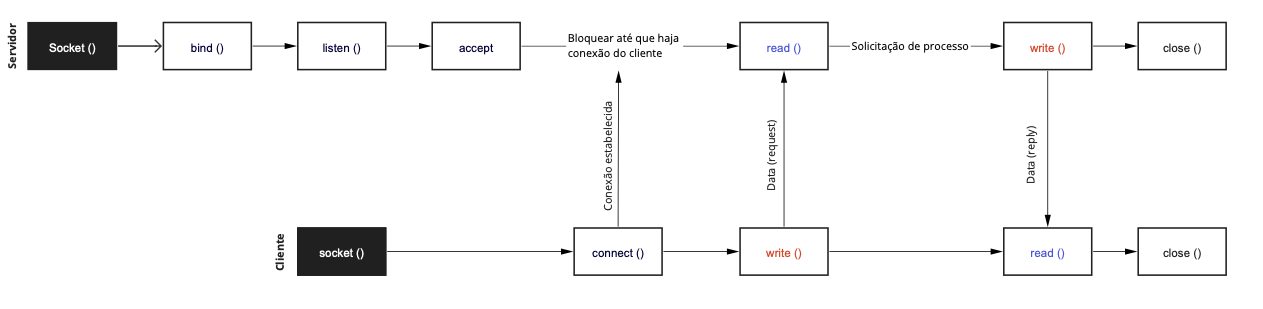 Servidor
Socket ()
bind ()
listen ()
accept
Bloquear até que haja
conexão do cliente
read ()
Solicitação de processo
write ()
close ()
Conexão estabelecida
Data (request)
Data (reply)
Cliente
socket ()
connect ()
write ()
read ()
close ()